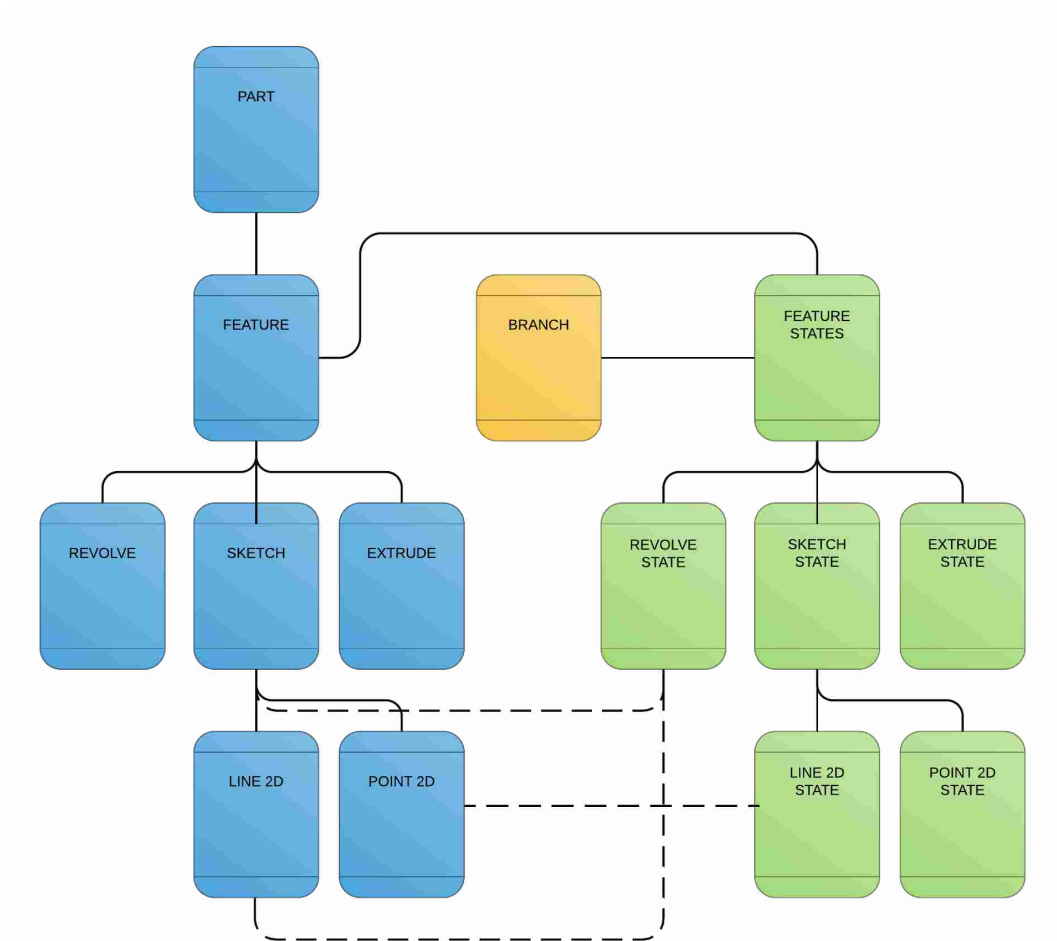 PART
FEATURE
BRANCH
FEATURE
STATES
REVOLVE
SKETCH
EXTRUDE
REVOLVE
STATE
SKETCH
STATE
EXTRUDE
STATE
LINE 2D
POINT 2D
LINE 2D
STATE
POINT 2D
STATE